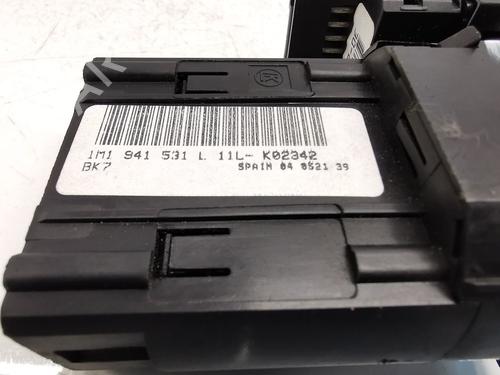 1M1 941 531 L 11L- K02342
BK7 SPAIN 04 0521 39